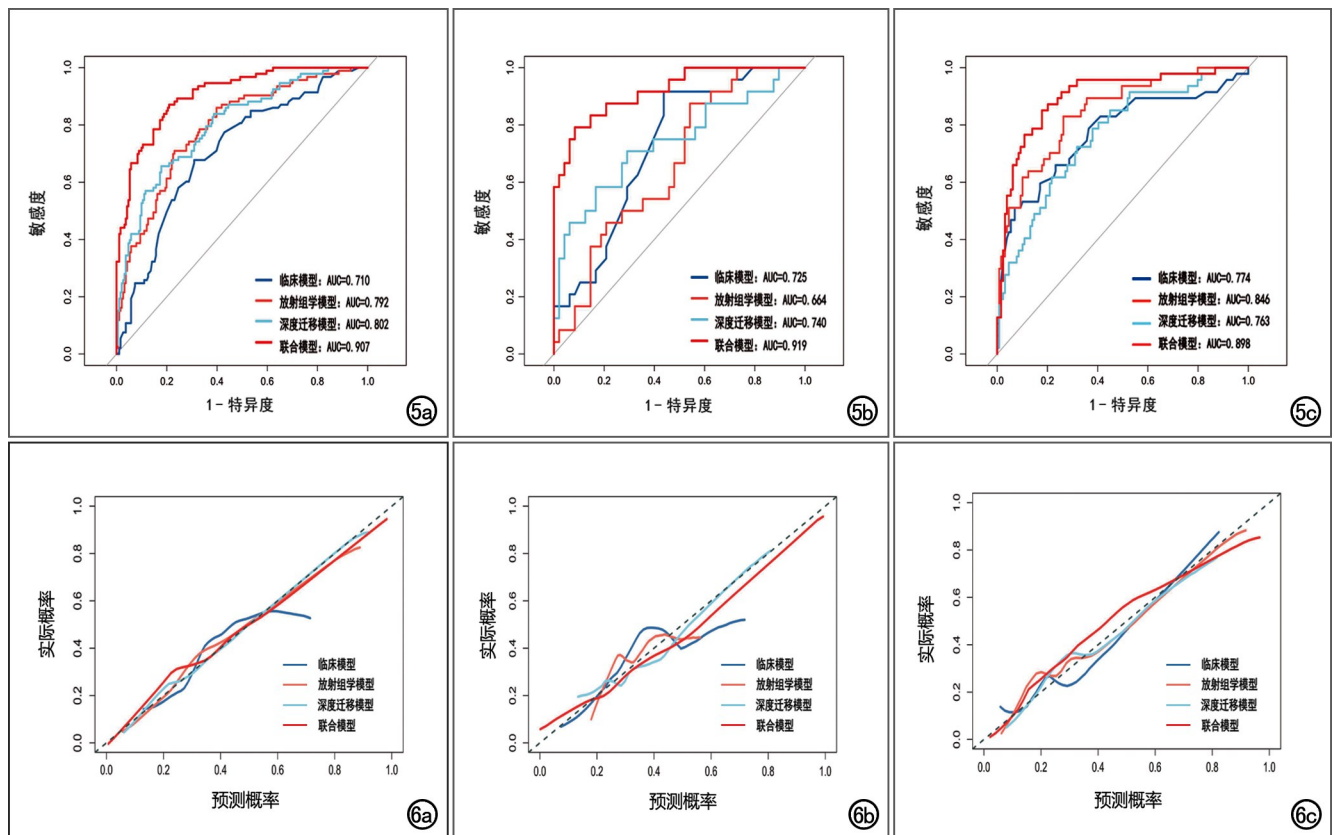 1.0
0.8
0.6
0.4
0.2
0.0
敏感度
临床模型：AUC=0.710
放射组学模型：AUC=0.792
深度迁移模型：AUC=0.802
联合模型：AUC=0.907
0.0 0.2 0.4 0.6 0.8 1.0
1-特异度
5a
1.0
0.8
0.6
0.4
0.2
0.0
敏感度
临床模型：AUC=0.725
放射组学模型：AUC=0.664
深度迁移模型：AUC=0.740
联合模型：AUC=0.919
0.0 0.2 0.4 0.6 0.8 1.0
1-特异度
5b
1.0
0.8
0.6
0.4
0.2
0.0
敏感度
临床模型：AUC=0.774
放射组学模型：AUC=0.846
深度迁移模型：AUC=0.763
联合模型：AUC=0.898
0.0 0.2 0.4 0.6 0.8 1.0
1-特异度
5c
1.0
0.8
0.6
0.4
0.2
0.0
实际概率
临床模型
放射组学模型
深度迁移模型
联合模型
0.0 0.2 0.4 0.6 0.8 1.0
预测概率
6a
1.0
0.8
0.6
0.4
0.2
0.0
实际概率
临床模型
放射组学模型
深度迁移模型
联合模型
0.0 0.2 0.4 0.6 0.8 1.0
预测概率
6b
1.0
0.8
0.6
0.4
0.2
0.0
实际概率
临床模型
放射组学模型
深度迁移模型
联合模型
0.0 0.2 0.4 0.6 0.8 1.0
预测概率
6c